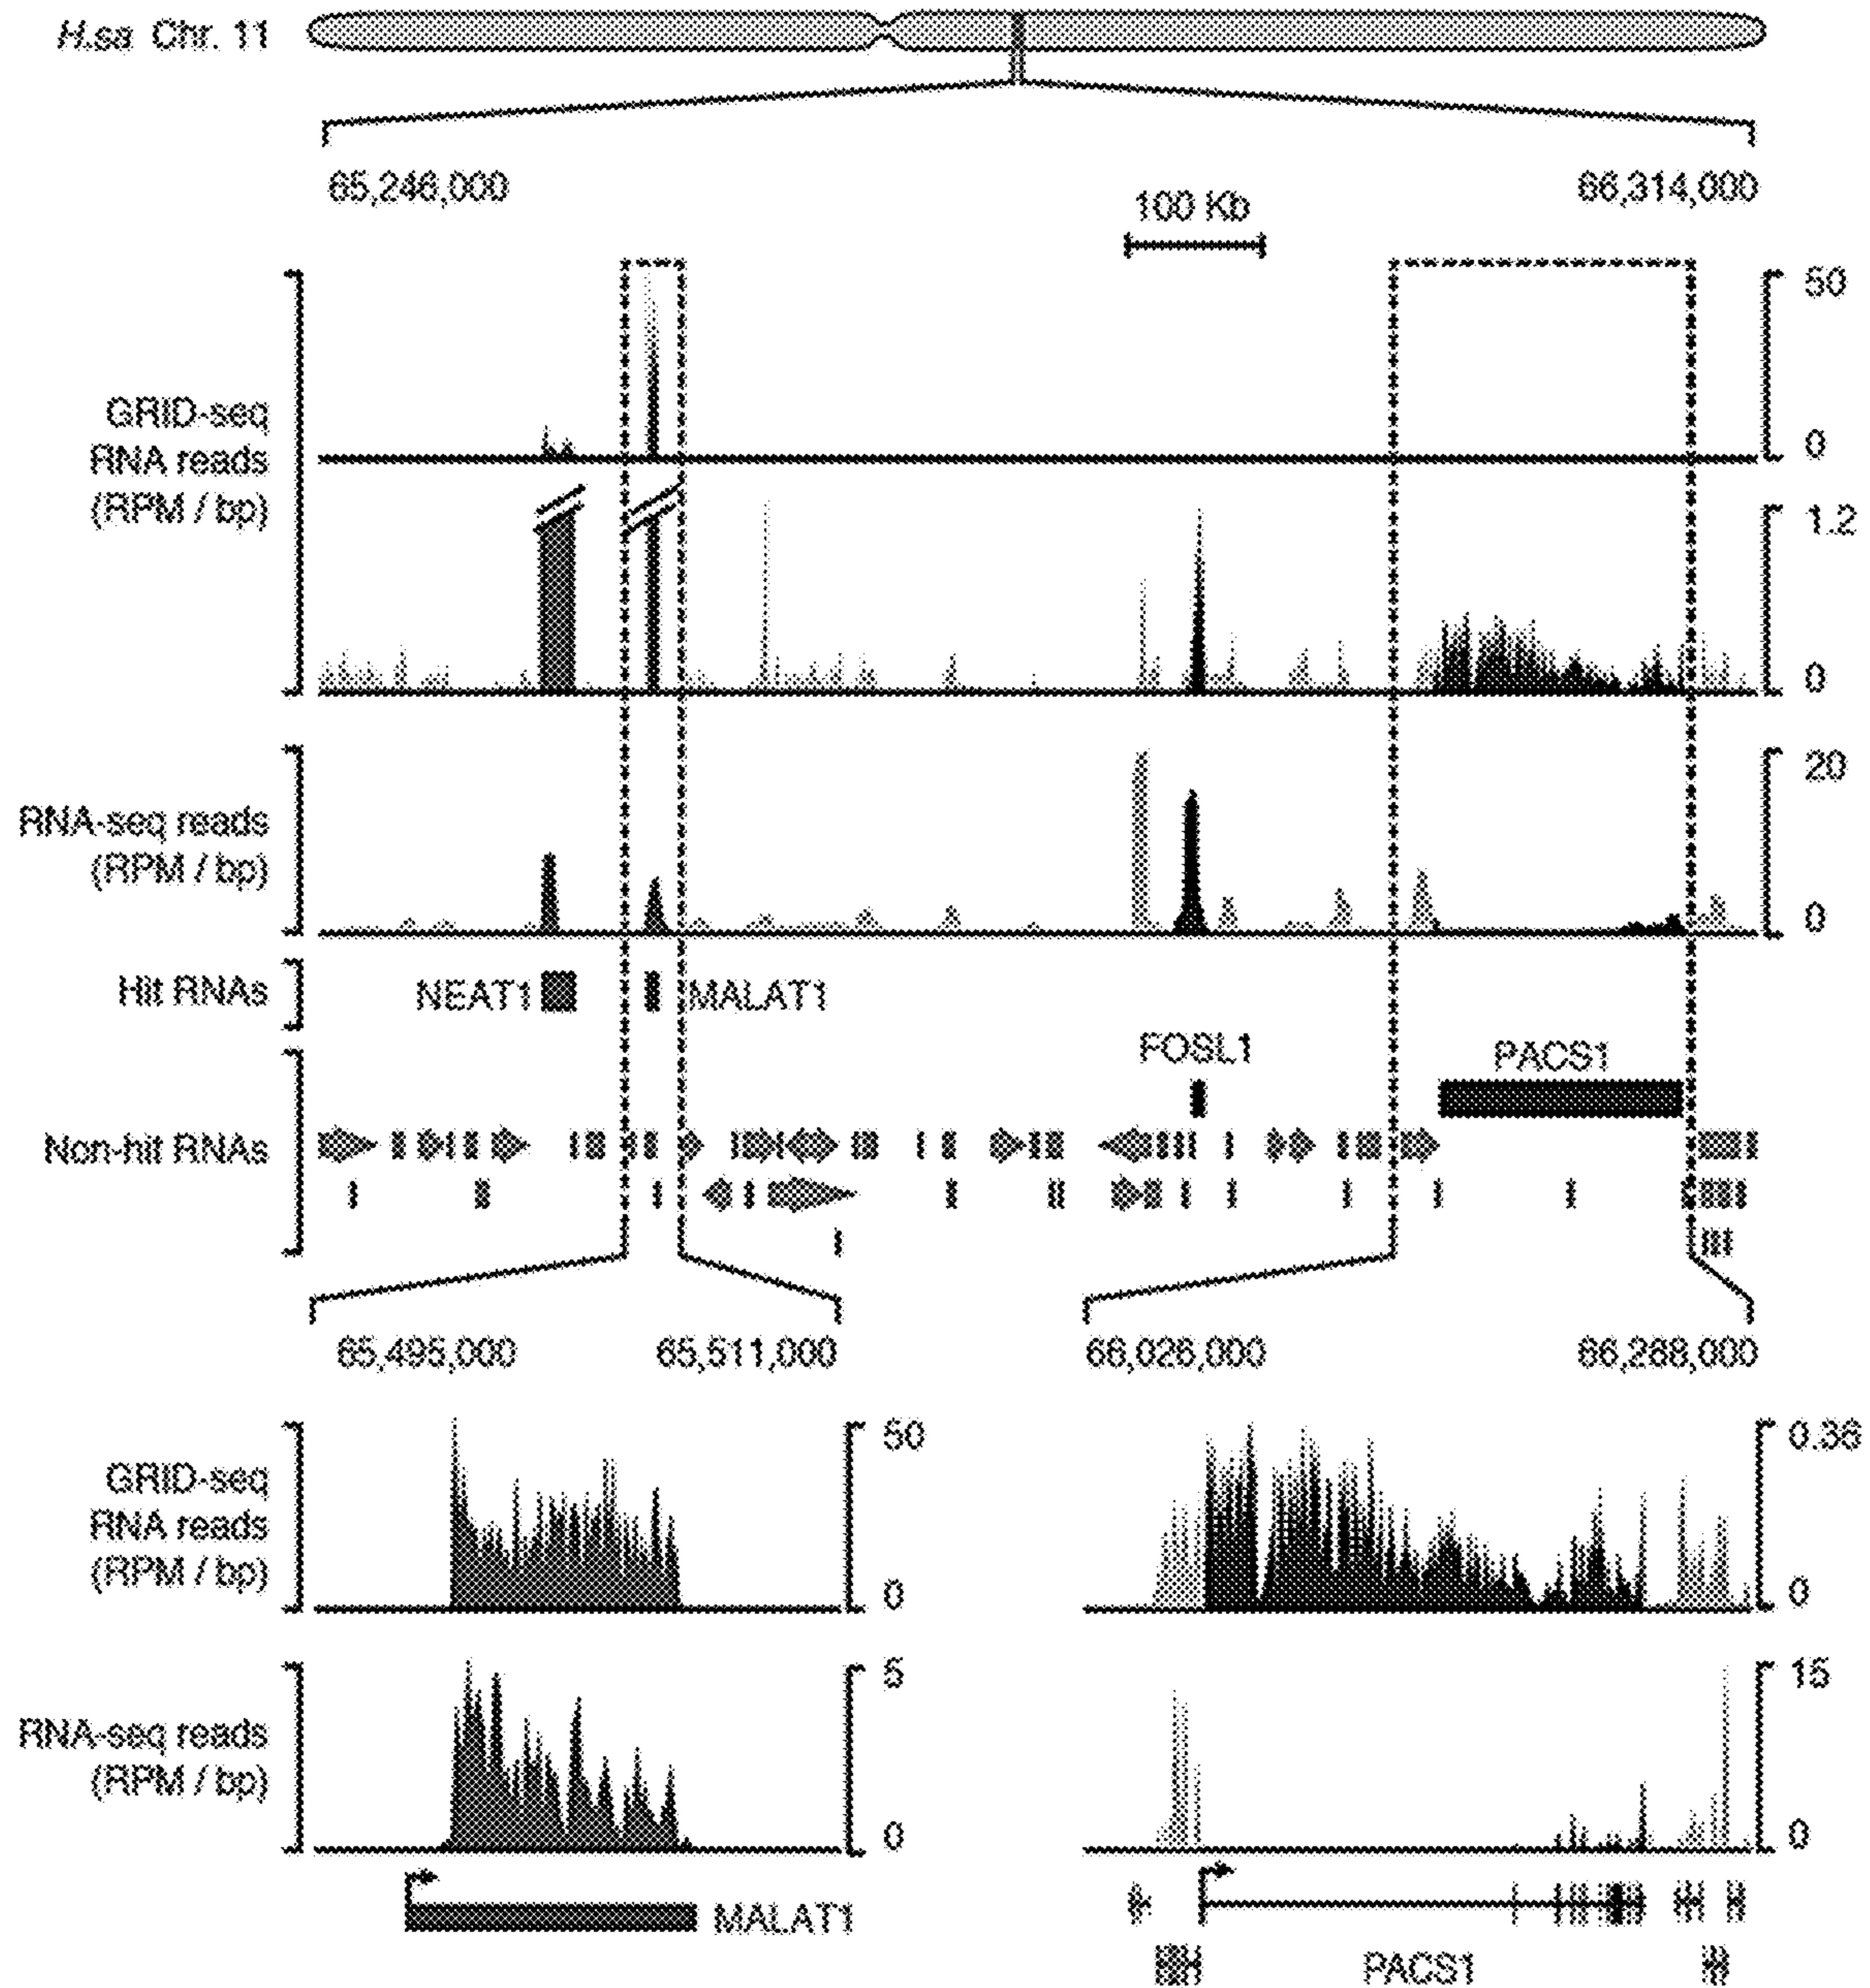 H.sa Chr. 11
65,246,000
66,314,000
100 Kb
GRID-seq
RNA reads
(RPM / bp)
50
0
1.2
0
RNA-seq reads
(RPM / bp)
20
0
Hit RNAs
NEAT1
MALAT1
Non-hit RNAs
FOSL1
PACS1
65,495,000
65,511,000
66,026,000
66,288,000
GRID-seq
RNA reads
(RPM / bp)
50
0
0.36
0
RNA-seq reads
(RPM / bp)
5
0
15
0
MALAT1
PACS1